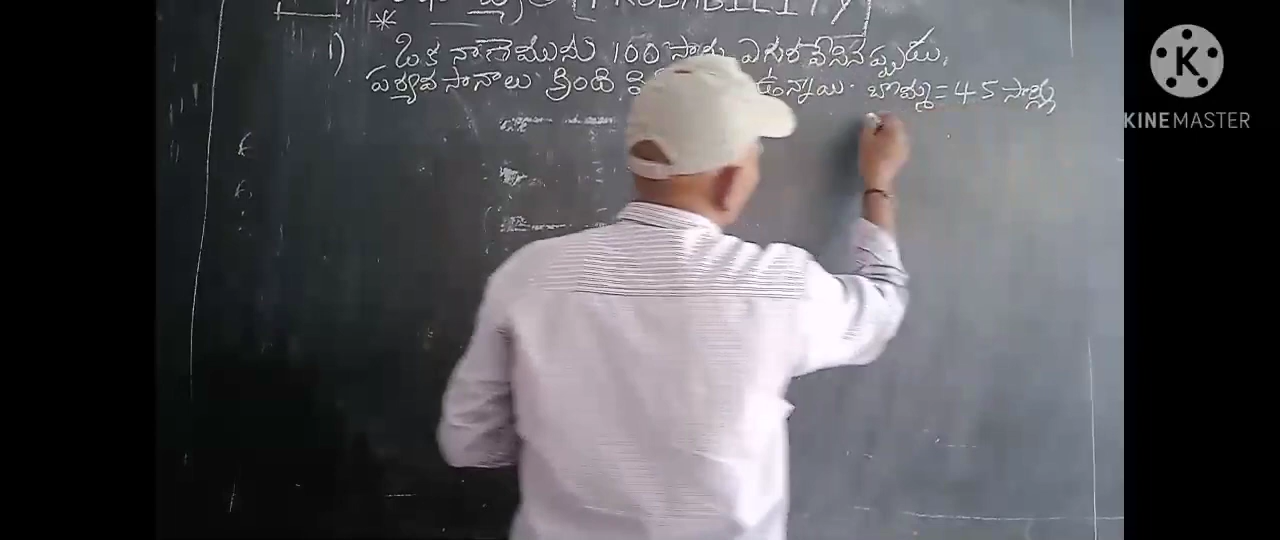 [PROBABILITY]
1) ఒక నాణెమును 100 సార్లు ఎగురవేసినప్పుడు,
పర్యవసానాలు క్రింది ఉన్నాయి. బొమ్మ = 45 సార్లు
KINEMASTER